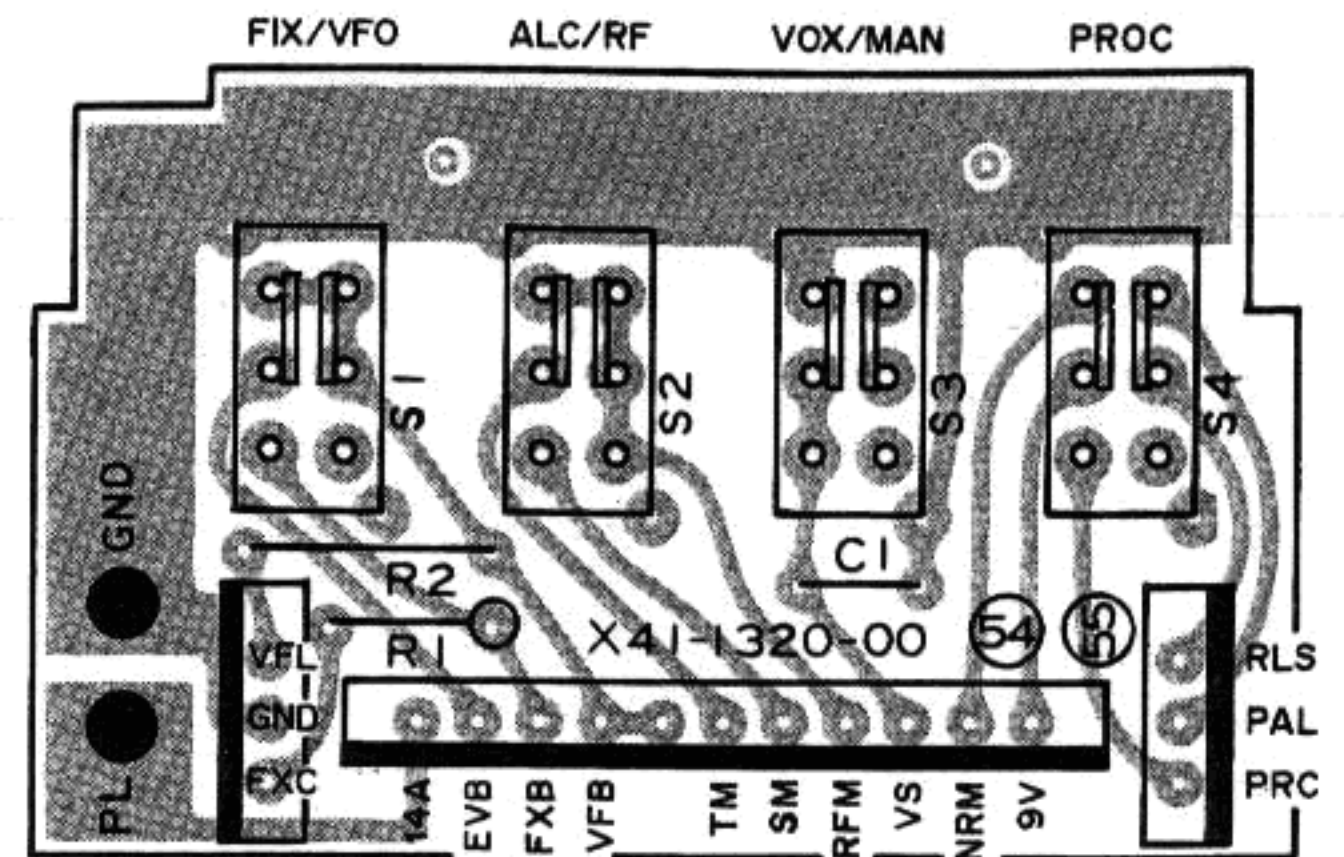 FIX/VFO ALC/RF VOX/MAN PROC
S1 S2 S3 S4
GND
R2 C1
R1 X41-1320-00 54 55
VFL RLS
GND PAL
FXC PRC
PL 14A EVB FXB VFB TM SM RFM VS NRM 9V